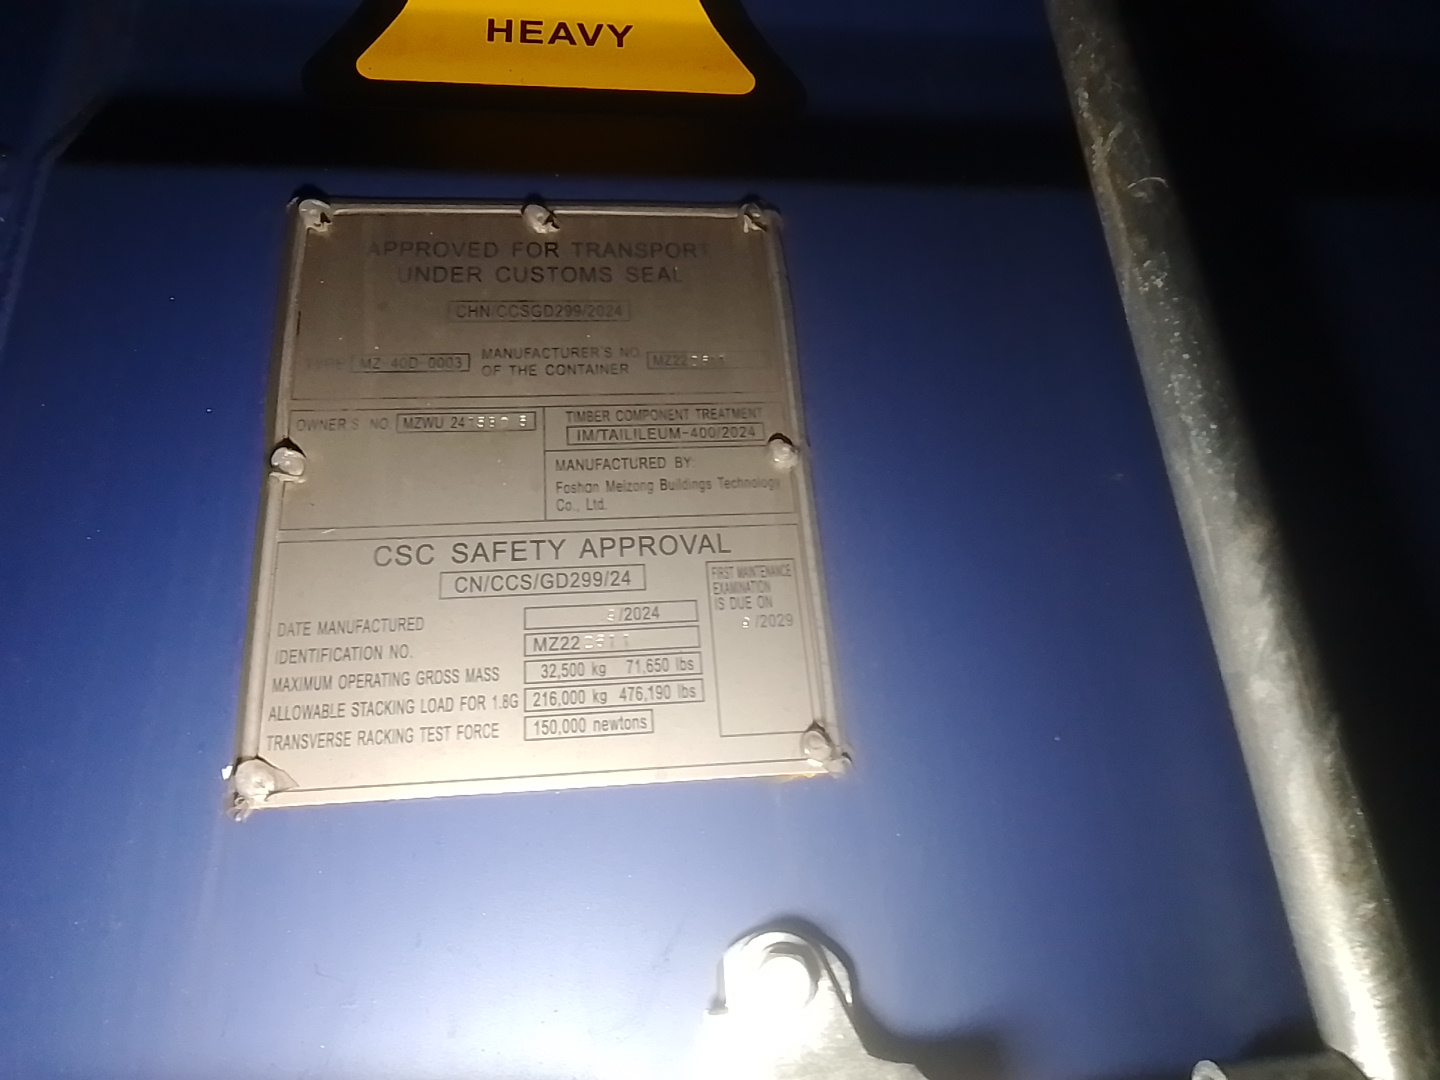 HEAVY
APPROVED FOR TRANSPORT
UNDER CUSTOMS SEAL
CHN/CCSGD299/2024
TYPE MZ-40D-0003 MANUFACTURER'S NO.
OF THE CONTAINER
OWNER'S NO. MZWU
TIMBER COMPONENT TREATMENT
IM/TAILILEUM-400/2024
MANUFACTURED BY:
Foshan Meizong Buildings Technology
Co., Ltd.
CSC SAFETY APPROVAL
CN/CCS/GD299/24
FIRST MAINTENANCE
EXAMINATION
IS DUE ON
/2029
DATE MANUFACTURED /2024
IDENTIFICATION NO.
MAXIMUM OPERATING GROSS MASS 32,500 kg 71,650 lbs
ALLOWABLE STACKING LOAD FOR 1.8G 216,000 kg 476,190 lbs
TRANSVERSE RACKING TEST FORCE 150,000 newtons